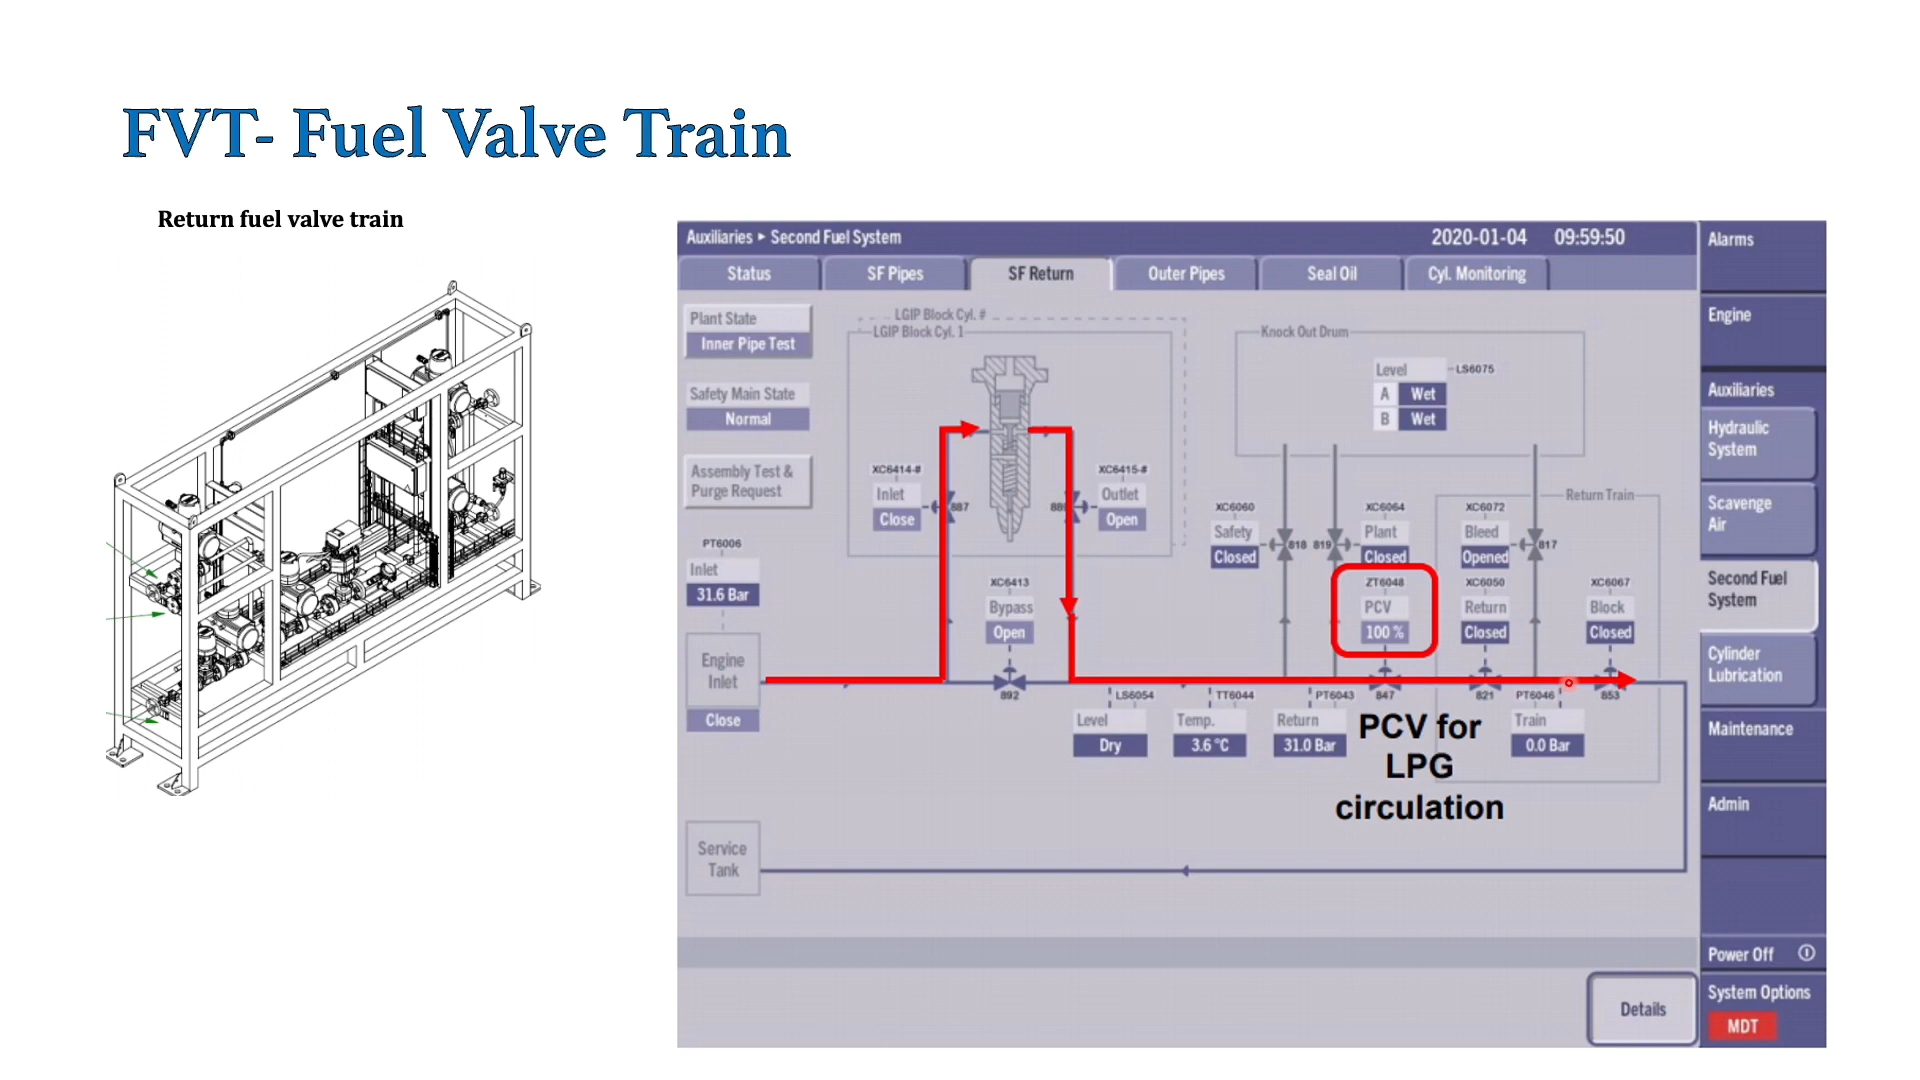 FVT- Fuel Valve Train
Return fuel valve train
Auxiliaries ▸ Second Fuel System
2020-01-04 09:59:50
Status
SF Pipes
SF Return
Outer Pipes
Seal Oil
Cyl. Monitoring
Plant State
Inner Pipe Test
Safety Main State
Normal
Assembly Test &
Purge Request
PT6006
Inlet
31.6 Bar
Engine
Inlet
Close
Service
Tank
LGIP Block Cyl. #
LGIP Block Cyl. 1
XC6414-#
Inlet
Close
887
XC6415-#
Outlet
Open
XC6413
Bypass
Open
892
Knock Out Drum
Level
LS6075
A Wet
B Wet
XC6060
Safety
Closed
818
819
XC6064
Plant
Closed
XC6072
Bleed
Opened
817
Return Train
ZT6048
PCV
100 %
847
XC6050
Return
Closed
821
XC6067
Block
Closed
853
LS6054
Level
Dry
TT6044
Temp.
3.6 °C
PT6043
Return
31.0 Bar
PT6046
Train
0.0 Bar
PCV for
LPG
circulation
Details
Alarms
Engine
Auxiliaries
Hydraulic
System
Scavenge
Air
Second Fuel
System
Cylinder
Lubrication
Maintenance
Admin
Power Off
System Options
MDT